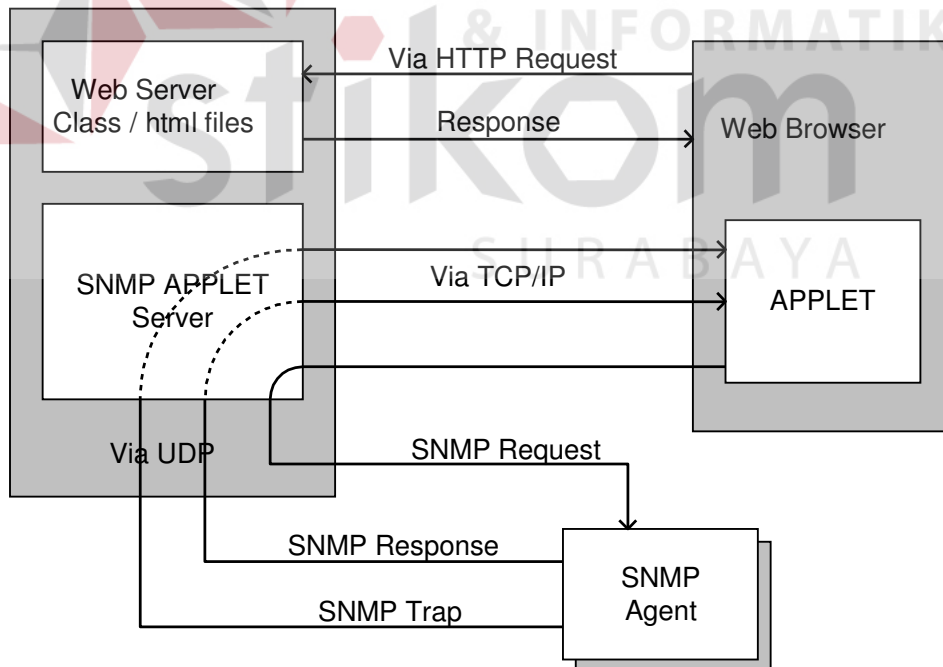 & INFORMATIK
stikom
SURABAYA
Via HTTP Request
Web Server
Class / html files
Response
Web Browser
SNMP APPLET
Server
Via TCP/IP
APPLET
Via UDP
SNMP Request
SNMP Response
SNMP Trap
SNMP
Agent